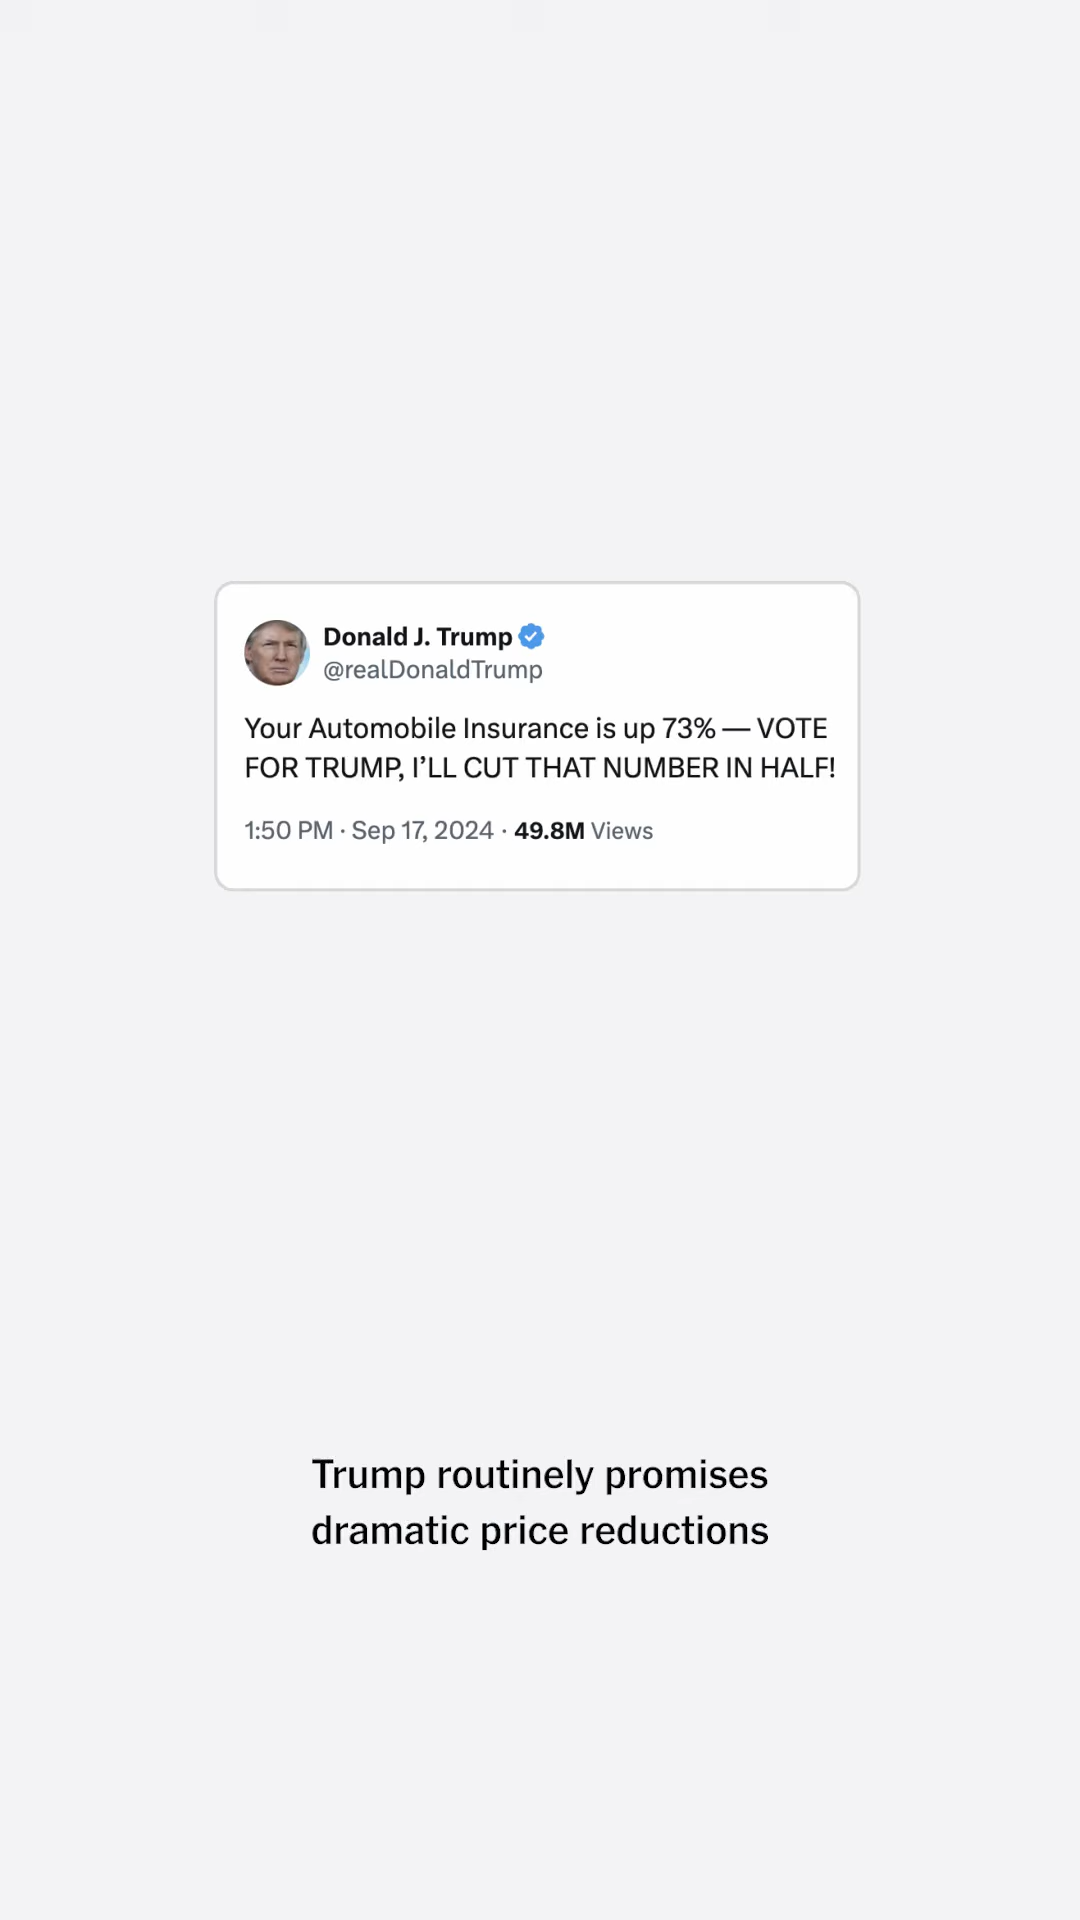 Donald J. Trump
@realDonaldTrump
Your Automobile Insurance is up 73% — VOTE
FOR TRUMP, I’LL CUT THAT NUMBER IN HALF!
1:50 PM · Sep 17, 2024 · 49.8M Views
Trump routinely promises
dramatic price reductions